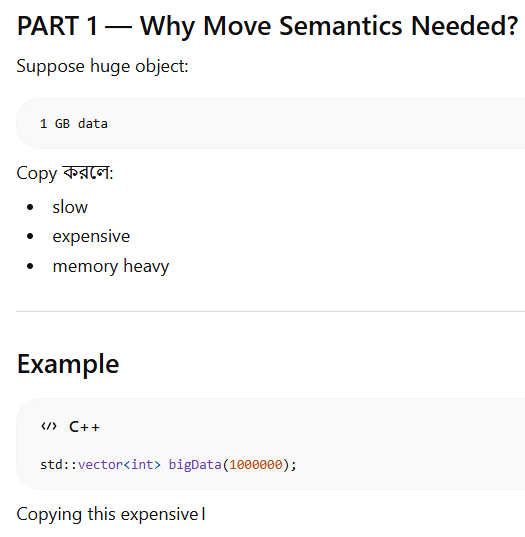 PART 1 — Why Move Semantics Needed?
Suppose huge object:
1 GB data
Copy করলে:
• slow
• expensive
• memory heavy
Example
</> C++
std::vector<int> bigData(1000000);
Copying this expensive।